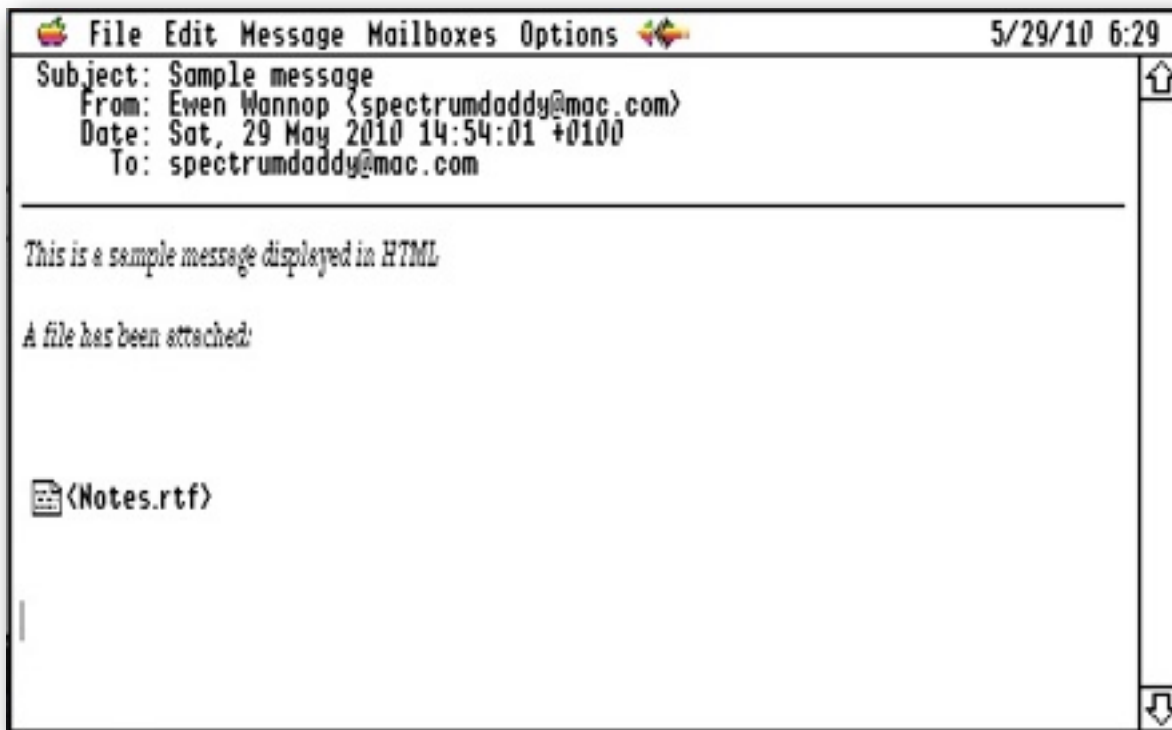 File Edit Message Mailboxes Options 5/29/10 6:29
Subject: Sample message
From: Ewen Wannop <spectrumdaddy@mac.com>
Date: Sat, 29 May 2010 14:54:01 +0100
To: spectrumdaddy@mac.com
This is a sample message displayed in HTML
A file has been attached:
<Notes.rtf>